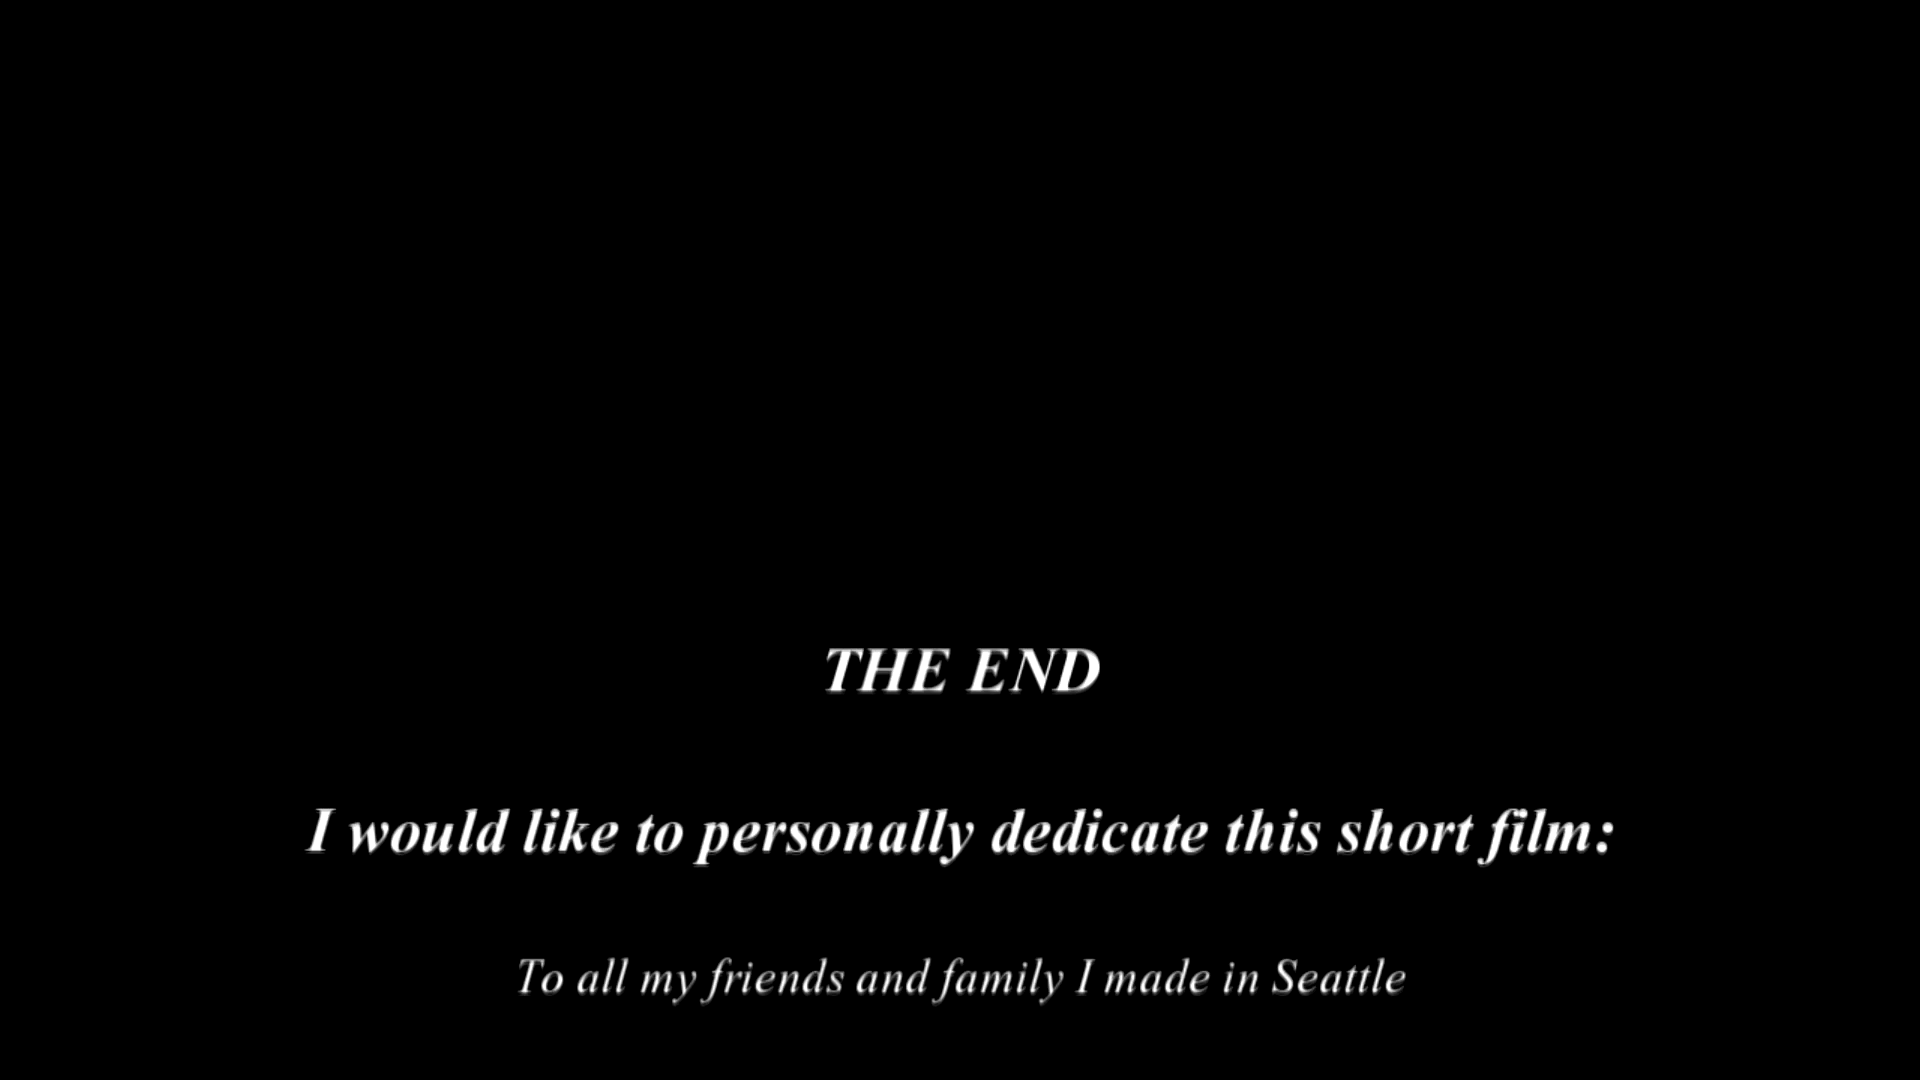 THE END
I would like to personally dedicate this short film:
To all my friends and family I made in Seattle